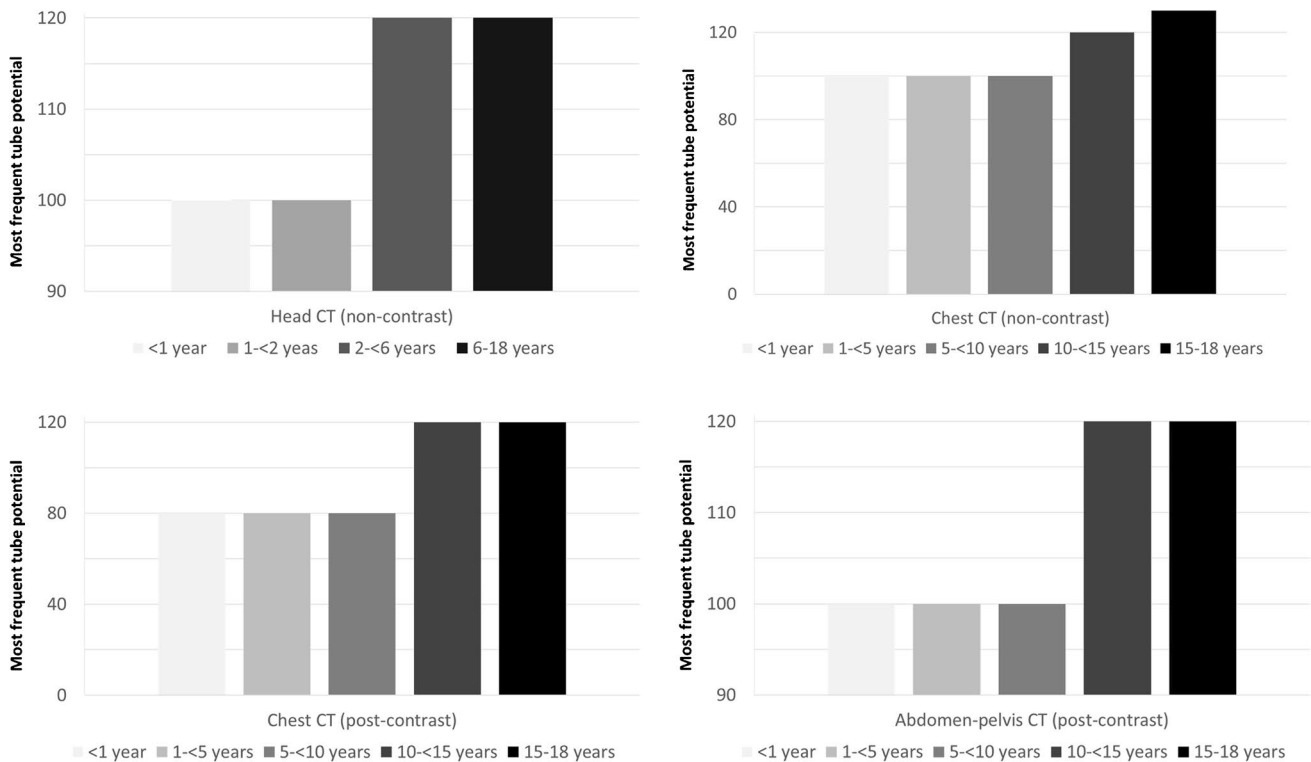 Most frequent tube potential
120
110
100
90
Head CT (non-contrast)
<1 year 1-<2 yeas 2-<6 years 6-18 years
Most frequent tube potential
120
80
40
0
Chest CT (non-contrast)
<1 year 1-<5 years 5-<10 years 10-<15 years 15-18 years
Most frequent tube potential
120
80
40
0
Chest CT (post-contrast)
<1 year 1-<5 years 5-<10 years 10-<15 years 15-18 years
Most frequent tube potential
120
110
100
90
Abdomen-pelvis CT (post-contrast)
<1 year 1-<5 years 5-<10 years 10-<15 years 15-18 years